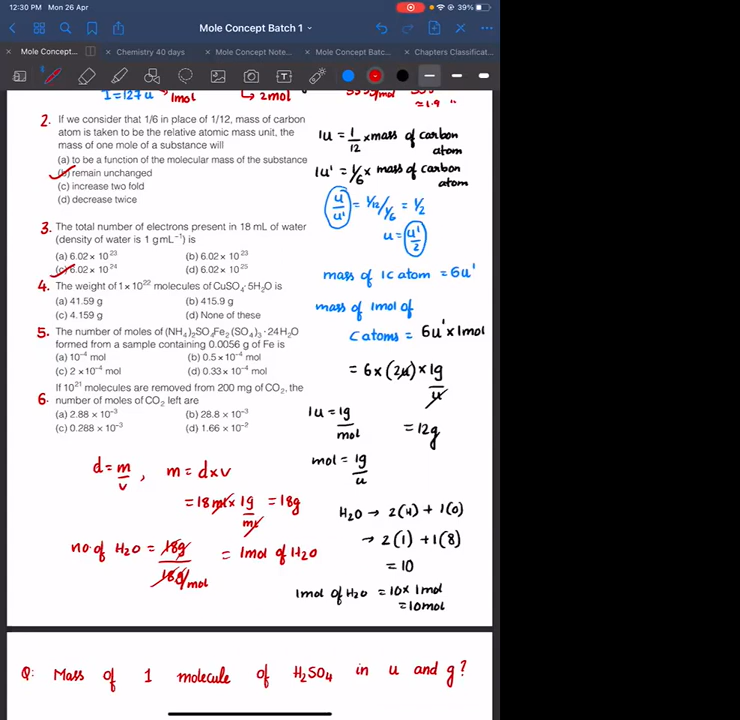 12:30 PM Mon 26 Apr
39%
Mole Concept Batch 1
Mole Concept...
Chemistry 40 days
Mole Concept Note...
Mole Concept Batc...
Chapters Classificat...
1 = 127u
1mol
2mol
2. If we consider that 1/6 in place of 1/12, mass of carbon
atom is taken to be the relative atomic mass unit, the
mass of one mole of a substance will
(a) to be a function of the molecular mass of the substance
(b) remain unchanged
(c) increase two fold
(d) decrease twice
3. The total number of electrons present in 18 mL of water
(density of water is 1 g mL⁻¹) is
(a) 6.02 × 10²³ (b) 6.02 × 10²³
(c) 6.02 × 10²⁴ (d) 6.02 × 10²⁵
4. The weight of 1 × 10²² molecules of CuSO₄·5H₂O is
(a) 41.59 g (b) 415.9 g
(c) 4.159 g (d) None of these
5. The number of moles of (NH₄)₂SO₄Fe₂(SO₄)₃·24H₂O
formed from a sample containing 0.0056 g of Fe is
(a) 10⁻⁴ mol (b) 0.5 × 10⁻⁴ mol
(c) 2 × 10⁻⁴ mol (d) 0.33 × 10⁻⁴ mol
6. If 10²¹ molecules are removed from 200 mg of CO₂, the
number of moles of CO₂ left are
(a) 2.88 × 10⁻³ (b) 28.8 × 10⁻³
(c) 0.288 × 10⁻³ (d) 1.66 × 10⁻²
1u = 1/12 × mass of carbon
atom
1u' = 1/6 × mass of carbon
atom
u/u' = 1/12 / 1/6 = 1/2
u = u'/2
mass of 1C atom = 6u'
mass of 1mol of
C atoms = 6u' × 1mol
= 6 × (2u) × 1g/u
= 12g
1u = 1g/mol
mol = 1g/u
d = m/v , m = d×v
= 18ml × 1g/ml = 18g
no·of H₂O = 18g / 18g/mol = 1mol of H₂O
H₂O → 2(H) + 1(O)
→ 2(1) + 1(8)
= 10
1mol of H₂O = 10 × 1mol
= 10mol
Q: Mass of 1 molecule of H₂SO₄ in u and g?